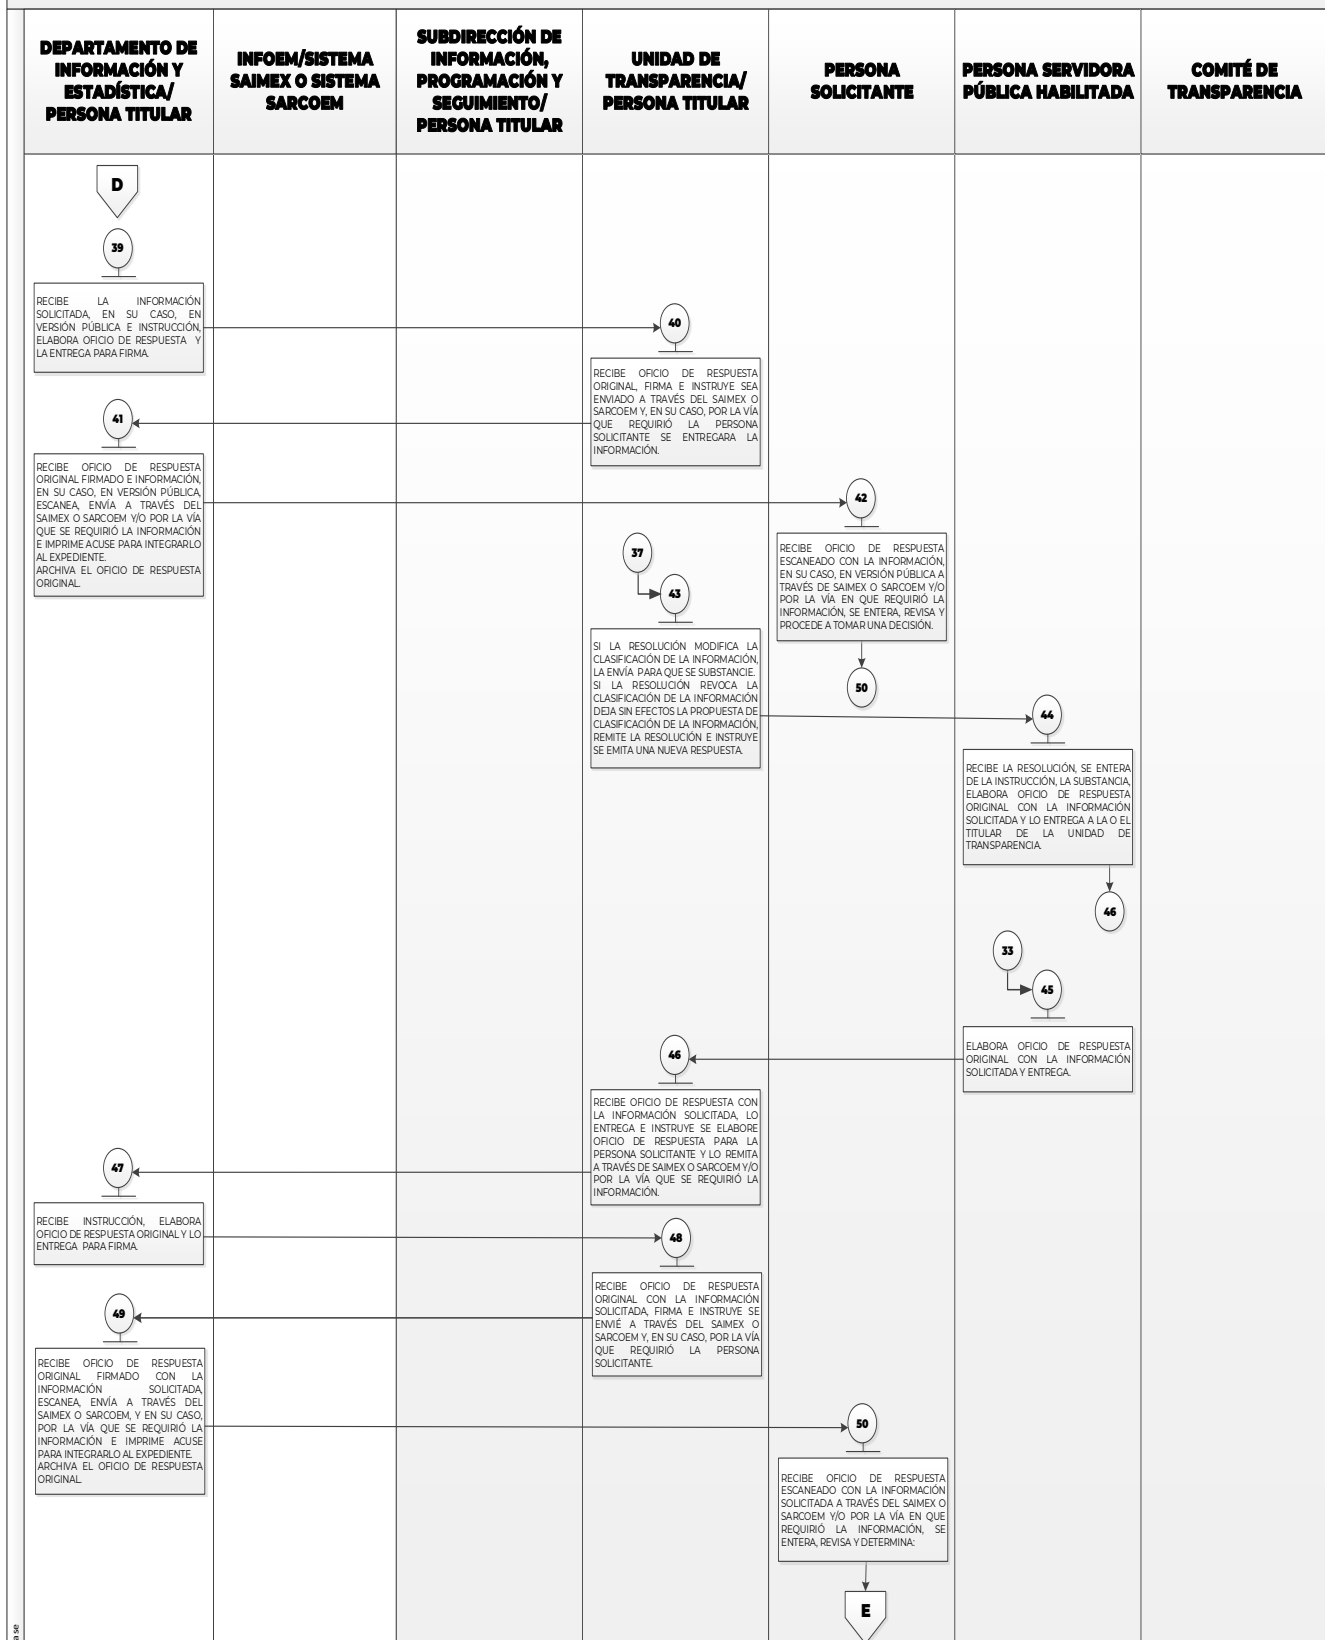 DEPARTAMENTO DE
INFORMACIÓN Y
ESTADÍSTICA/
PERSONA TITULAR
INFOEM/SISTEMA
SAIMEX O SISTEMA
SARCOEM
SUBDIRECCIÓN DE
INFORMACIÓN,
PROGRAMACIÓN Y
SEGUIMIENTO/
PERSONA TITULAR
UNIDAD DE
TRANSPARENCIA/
PERSONA TITULAR
PERSONA
SOLICITANTE
PERSONA SERVIDORA
PÚBLICA HABILITADA
COMITÉ DE
TRANSPARENCIA
D
39
RECIBE LA INFORMACIÓN
SOLICITADA, EN SU CASO, EN
VERSIÓN PÚBLICA E INSTRUCCIÓN,
ELABORA OFICIO DE RESPUESTA Y
LA ENTREGA PARA FIRMA.
40
RECIBE OFICIO DE RESPUESTA
ORIGINAL, FIRMA E INSTRUYE SEA
ENVIADO A TRAVÉS DEL SAIMEX O
SARCOEM Y, EN SU CASO, POR LA VÍA
QUE REQUIRIÓ LA PERSONA
SOLICITANTE SE ENTREGARA LA
INFORMACIÓN.
41
RECIBE OFICIO DE RESPUESTA
ORIGINAL FIRMADO E INFORMACIÓN,
EN SU CASO, EN VERSIÓN PÚBLICA,
ESCANEA, ENVÍA A TRAVÉS DEL
SAIMEX O SARCOEM Y/O POR LA VÍA
QUE SE REQUIRIÓ LA INFORMACIÓN
E IMPRIME ACUSE PARA INTEGRARLO
AL EXPEDIENTE.
ARCHIVA EL OFICIO DE RESPUESTA
ORIGINAL.
42
RECIBE OFICIO DE RESPUESTA
ESCANEADO CON LA INFORMACIÓN,
EN SU CASO, EN VERSIÓN PÚBLICA A
TRAVÉS DE SAIMEX O SARCOEM Y/O
POR LA VÍA EN QUE REQUIRIÓ LA
INFORMACIÓN, SE ENTERA, REVISA Y
PROCEDE A TOMAR UNA DECISIÓN.
50
37
43
SI LA RESOLUCIÓN MODIFICA LA
CLASIFICACIÓN DE LA INFORMACIÓN,
LA ENVÍA PARA QUE SE SUBSTANCIE.
SI LA RESOLUCIÓN REVOCA LA
CLASIFICACIÓN DE LA INFORMACIÓN
DEJA SIN EFECTOS LA PROPUESTA DE
CLASIFICACIÓN DE LA INFORMACIÓN,
REMITE LA RESOLUCIÓN E INSTRUYE
SE EMITA UNA NUEVA RESPUESTA.
44
RECIBE LA RESOLUCIÓN, SE ENTERA
DE LA INSTRUCCIÓN, LA SUBSTANCIA,
ELABORA OFICIO DE RESPUESTA
ORIGINAL CON LA INFORMACIÓN
SOLICITADA Y LO ENTREGA A LA O EL
TITULAR DE LA UNIDAD DE
TRANSPARENCIA.
46
33
45
ELABORA OFICIO DE RESPUESTA
ORIGINAL CON LA INFORMACIÓN
SOLICITADA Y ENTREGA.
46
RECIBE OFICIO DE RESPUESTA CON
LA INFORMACIÓN SOLICITADA, LO
ENTREGA E INSTRUYE SE ELABORE
OFICIO DE RESPUESTA PARA LA
PERSONA SOLICITANTE Y LO REMITA
A TRAVÉS DE SAIMEX O SARCOEM Y/O
POR LA VÍA QUE SE REQUIRIÓ LA
INFORMACIÓN.
47
RECIBE INSTRUCCIÓN, ELABORA
OFICIO DE RESPUESTA ORIGINAL Y LO
ENTREGA PARA FIRMA.
48
RECIBE OFICIO DE RESPUESTA
ORIGINAL CON LA INFORMACIÓN
SOLICITADA, FIRMA E INSTRUYE SE
ENVIÉ A TRAVÉS DEL SAIMEX O
SARCOEM Y, EN SU CASO, POR LA VÍA
QUE REQUIRIÓ LA PERSONA
SOLICITANTE.
49
RECIBE OFICIO DE RESPUESTA
ORIGINAL FIRMADO CON LA
INFORMACIÓN SOLICITADA,
ESCANEA, ENVÍA A TRAVÉS DEL
SAIMEX O SARCOEM, Y EN SU CASO,
POR LA VÍA QUE SE REQUIRIÓ LA
INFORMACIÓN E IMPRIME ACUSE
PARA INTEGRARLO AL EXPEDIENTE.
ARCHIVA EL OFICIO DE RESPUESTA
ORIGINAL.
50
RECIBE OFICIO DE RESPUESTA
ESCANEADO CON LA INFORMACIÓN
SOLICITADA A TRAVÉS DEL SAIMEX O
SARCOEM Y/O POR LA VÍA EN QUE
REQUIRIÓ LA INFORMACIÓN, SE
ENTERA, REVISA Y DETERMINA:
E